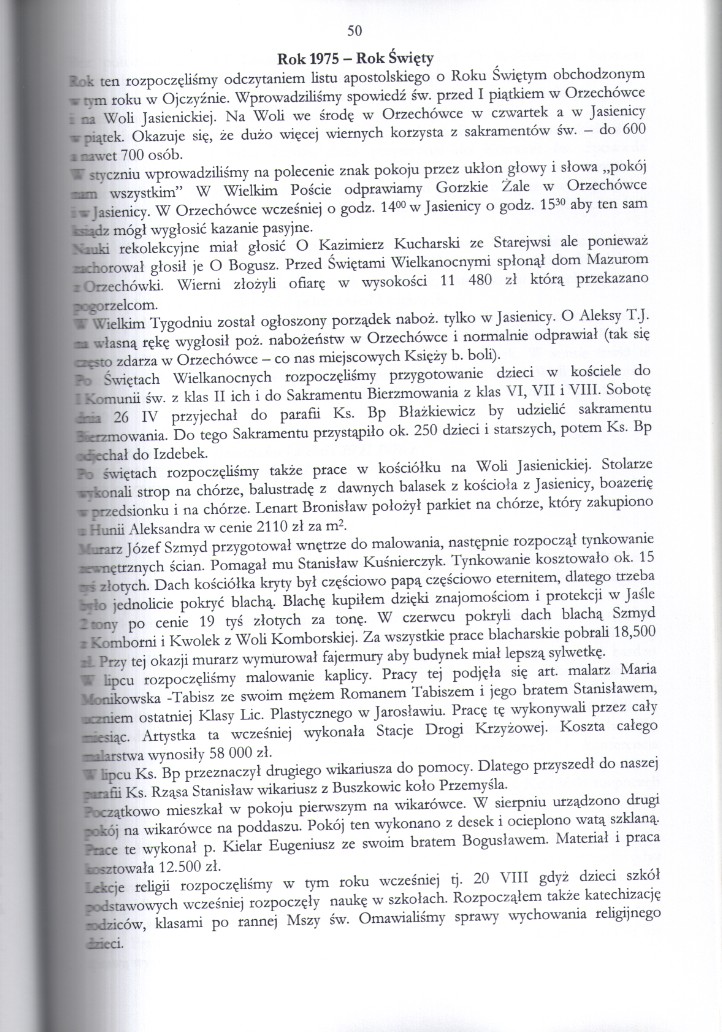 50
Rok 1975 – Rok Święty
Rok ten rozpoczęliśmy odczytaniem listu apostolskiego o Roku Świętym obchodzonym
w tym roku w Ojczyźnie. Wprowadziliśmy spowiedź św. przed I piątkiem w Orzechówce
i na Woli Jasienickiej. Na Woli we środę w Orzechówce w czwartek a w Jasienicy
w piątek. Okazuje się, że dużo więcej wiernych korzysta z sakramentów św. – do 600
a nawet 700 osób.
W styczniu wprowadziliśmy na polecenie znak pokoju przez ukłon głowy i słowa „pokój
nam wszystkim” W Wielkim Poście odprawiamy Gorzkie Żale w Orzechówce
i w Jasienicy. W Orzechówce wcześniej o godz. 14⁰⁰ w Jasienicy o godz. 15³⁰ aby ten sam
ksiądz mógł wygłosić kazanie pasyjne.
Nauki rekolekcyjne miał głosić O Kazimierz Kucharski ze Starejwsi ale ponieważ
zachorował głosił je O Bogusz. Przed Świętami Wielkanocnymi spłonął dom Mazurom
z Orzechówki. Wierni złożyli ofiarę w wysokości 11 480 zł którą przekazano
pogorzelcom.
W Wielkim Tygodniu został ogłoszony porządek naboż. tylko w Jasienicy. O Aleksy T.J.
na własną rękę wygłosił poż. nabożeństw w Orzechówce i normalnie odprawiał (tak się
często zdarza w Orzechówce – co nas miejscowych Księży b. boli).
Po Świętach Wielkanocnych rozpoczęliśmy przygotowanie dzieci w kościele do
I Komunii św. z klas II ich i do Sakramentu Bierzmowania z klas VI, VII i VIII. Sobotę
dnia 26 IV przyjechał do parafii Ks. Bp Błażkiewicz by udzielić sakramentu
Bierzmowania. Do tego Sakramentu przystąpiło ok. 250 dzieci i starszych, potem Ks. Bp
odjechał do Izdebek.
Po świętach rozpoczęliśmy także prace w kościółku na Woli Jasienickiej. Stolarze
wykonali strop na chórze, balustradę z dawnych balasek z kościoła z Jasienicy, boazerię
w przedsionku i na chórze. Lenart Bronisław położył parkiet na chórze, który zakupiono
z Hunii Aleksandra w cenie 2110 zł za m².
Murarz Józef Szmyd przygotował wnętrze do malowania, następnie rozpoczął tynkowanie
zewnętrznych ścian. Pomagał mu Stanisław Kuśnierczyk. Tynkowanie kosztowało ok. 15
tyś złotych. Dach kościółka kryty był częściowo papą częściowo eternitem, dlatego trzeba
było jednolicie pokryć blachą. Blachę kupiłem dzięki znajomościom i protekcji w Jaśle
2 tony po cenie 19 tyś złotych za tonę. W czerwcu pokryli dach blachą Szmyd
z Komborni i Kwolek z Woli Komborskiej. Za wszystkie prace blacharskie pobrali 18,500
zł. Przy tej okazji murarz wymurował fajermury aby budynek miał lepszą sylwetkę.
W lipcu rozpoczęliśmy malowanie kaplicy. Pracy tej podjęła się art. malarz Maria
Monikowska -Tabisz ze swoim mężem Romanem Tabiszem i jego bratem Stanisławem,
uczniem ostatniej Klasy Lic. Plastycznego w Jarosławiu. Pracę tę wykonywali przez cały
miesiąc. Artystka ta wcześniej wykonała Stacje Drogi Krzyżowej. Koszta całego
malarstwa wynosiły 58 000 zł.
W lipcu Ks. Bp przeznaczył drugiego wikariusza do pomocy. Dlatego przyszedł do naszej
parafii Ks. Rząsa Stanisław wikariusz z Buszkowic koło Przemyśla.
Początkowo mieszkał w pokoju pierwszym na wikarówce. W sierpniu urządzono drugi
pokój na wikarówce na poddaszu. Pokój ten wykonano z desek i ocieplono watą szklaną.
Prace te wykonał p. Kielar Eugeniusz ze swoim bratem Bogusławem. Materiał i praca
kosztowała 12.500 zł.
Lekcje religii rozpoczęliśmy w tym roku wcześniej tj. 20 VIII gdyż dzieci szkół
podstawowych wcześniej rozpoczęły naukę w szkołach. Rozpocząłem także katechizację
rodziców, klasami po rannej Mszy św. Omawialiśmy sprawy wychowania religijnego
dzieci.